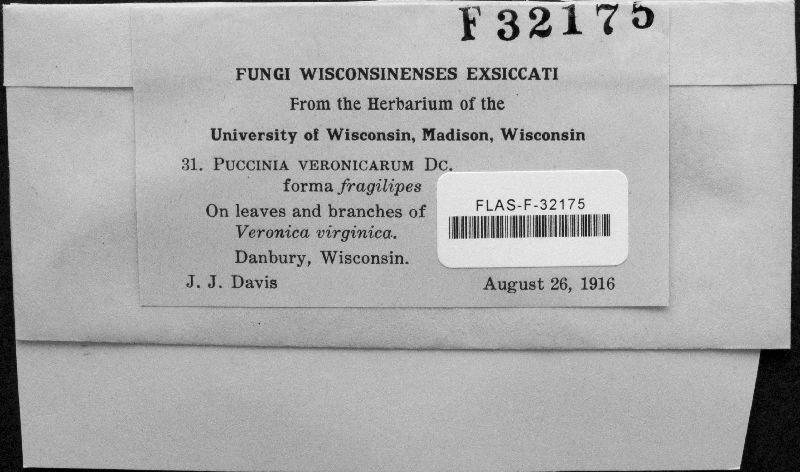 F32175
FUNGI WISCONSINENSES EXSICCATI
From the Herbarium of the
University of Wisconsin, Madison, Wisconsin
31. PUCCINIA VERONICARUM DC.
forma fragilipes
On leaves and branches of
Veronica virginica.
Danbury, Wisconsin.
J. J. Davis August 26, 1916
FLAS-F-32175